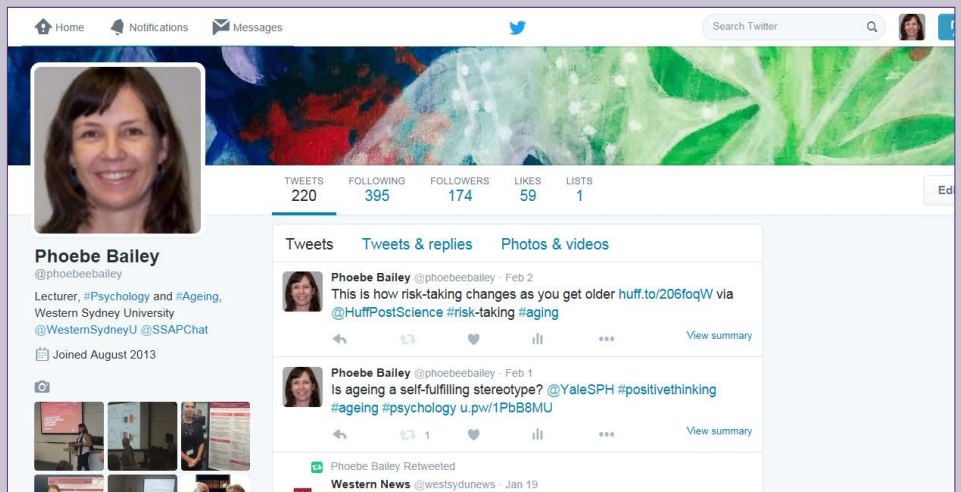 Home Notifications Messages Search Twitter
TWEETS FOLLOWING FOLLOWERS LIKES LISTS
220 395 174 59 1
Edi
Phoebe Bailey
@phoebeebailey
Lecturer, #Psychology and #Ageing,
Western Sydney University
@WesternSydneyU @SSAPChat
Joined August 2013
Tweets Tweets & replies Photos & videos
Phoebe Bailey @phoebeebailey · Feb 2
This is how risk-taking changes as you get older huff.to/206foqW via
@HuffPostScience #risk-taking #aging
View summary
Phoebe Bailey @phoebeebailey · Feb 1
Is ageing a self-fulfilling stereotype? @YaleSPH #positivethinking
#ageing #psychology u.pw/1PbB8MU
1 View summary
Phoebe Bailey Retweeted
Western News @westsydunews · Jan 19